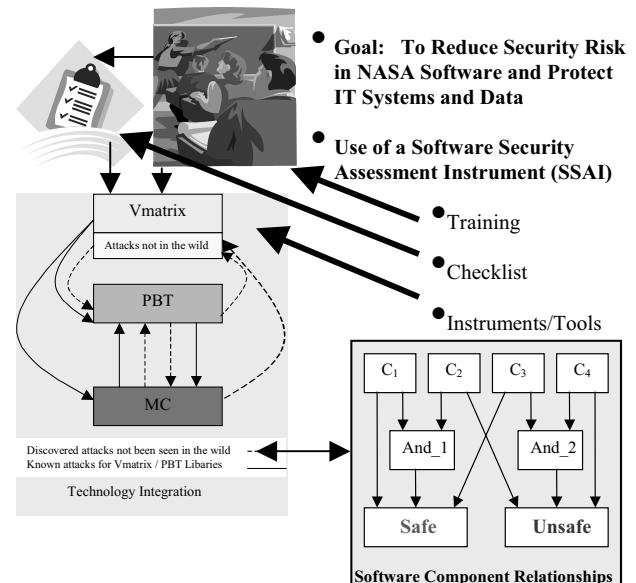 • Goal: To Reduce Security Risk
in NASA Software and Protect
IT Systems and Data
• Use of a Software Security
Assessment Instrument (SSAI)
• Training
• Checklist
• Instruments/Tools
Vmatrix
Attacks not in the wild
PBT
MC
Discovered attacks not been seen in the wild
Known attacks for Vmatrix / PBT Libaries
Technology Integration
C1
C2
C3
C4
And_1
And_2
Safe
Unsafe
Software Component Relationships